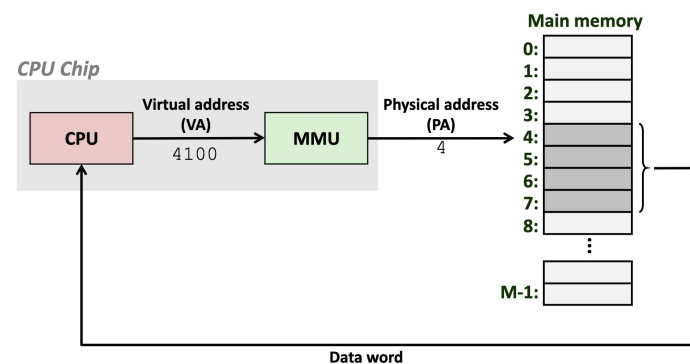 Main memory
0:
CPU Chip
1:
2:
Virtual address
(VA)
Physical address
(PA)
3:
CPU
4100
MMU
4
4:
5:
6:
7:
8:
M-1:
Data word